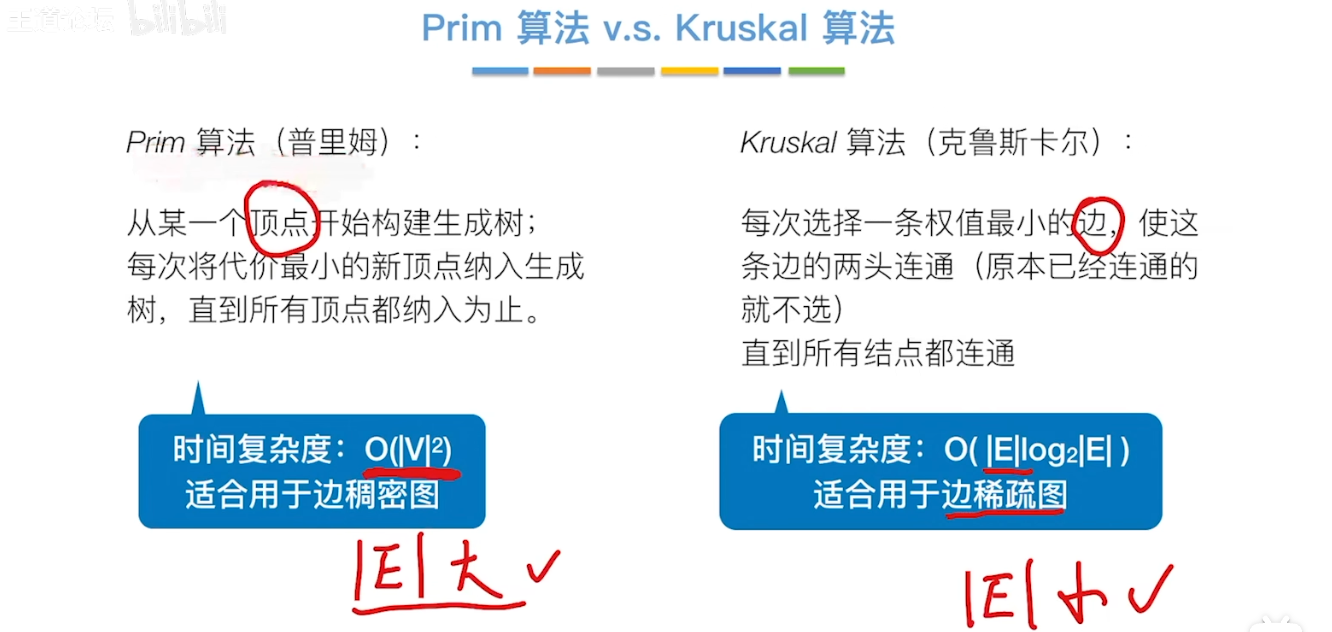 王道论坛 bilibili
Prim 算法 v.s. Kruskal 算法
Prim 算法（普里姆）：
从某一个顶点开始构建生成树；
每次将代价最小的新顶点纳入生成
树，直到所有顶点都纳入为止。
时间复杂度：O(|V|²)
适合用于边稠密图
|E| 大 ✓
Kruskal 算法（克鲁斯卡尔）：
每次选择一条权值最小的边，使这
条边的两头连通（原本已经连通的
就不选）
直到所有结点都连通
时间复杂度：O( |E|log₂|E| )
适合用于边稀疏图
|E| 小 ✓